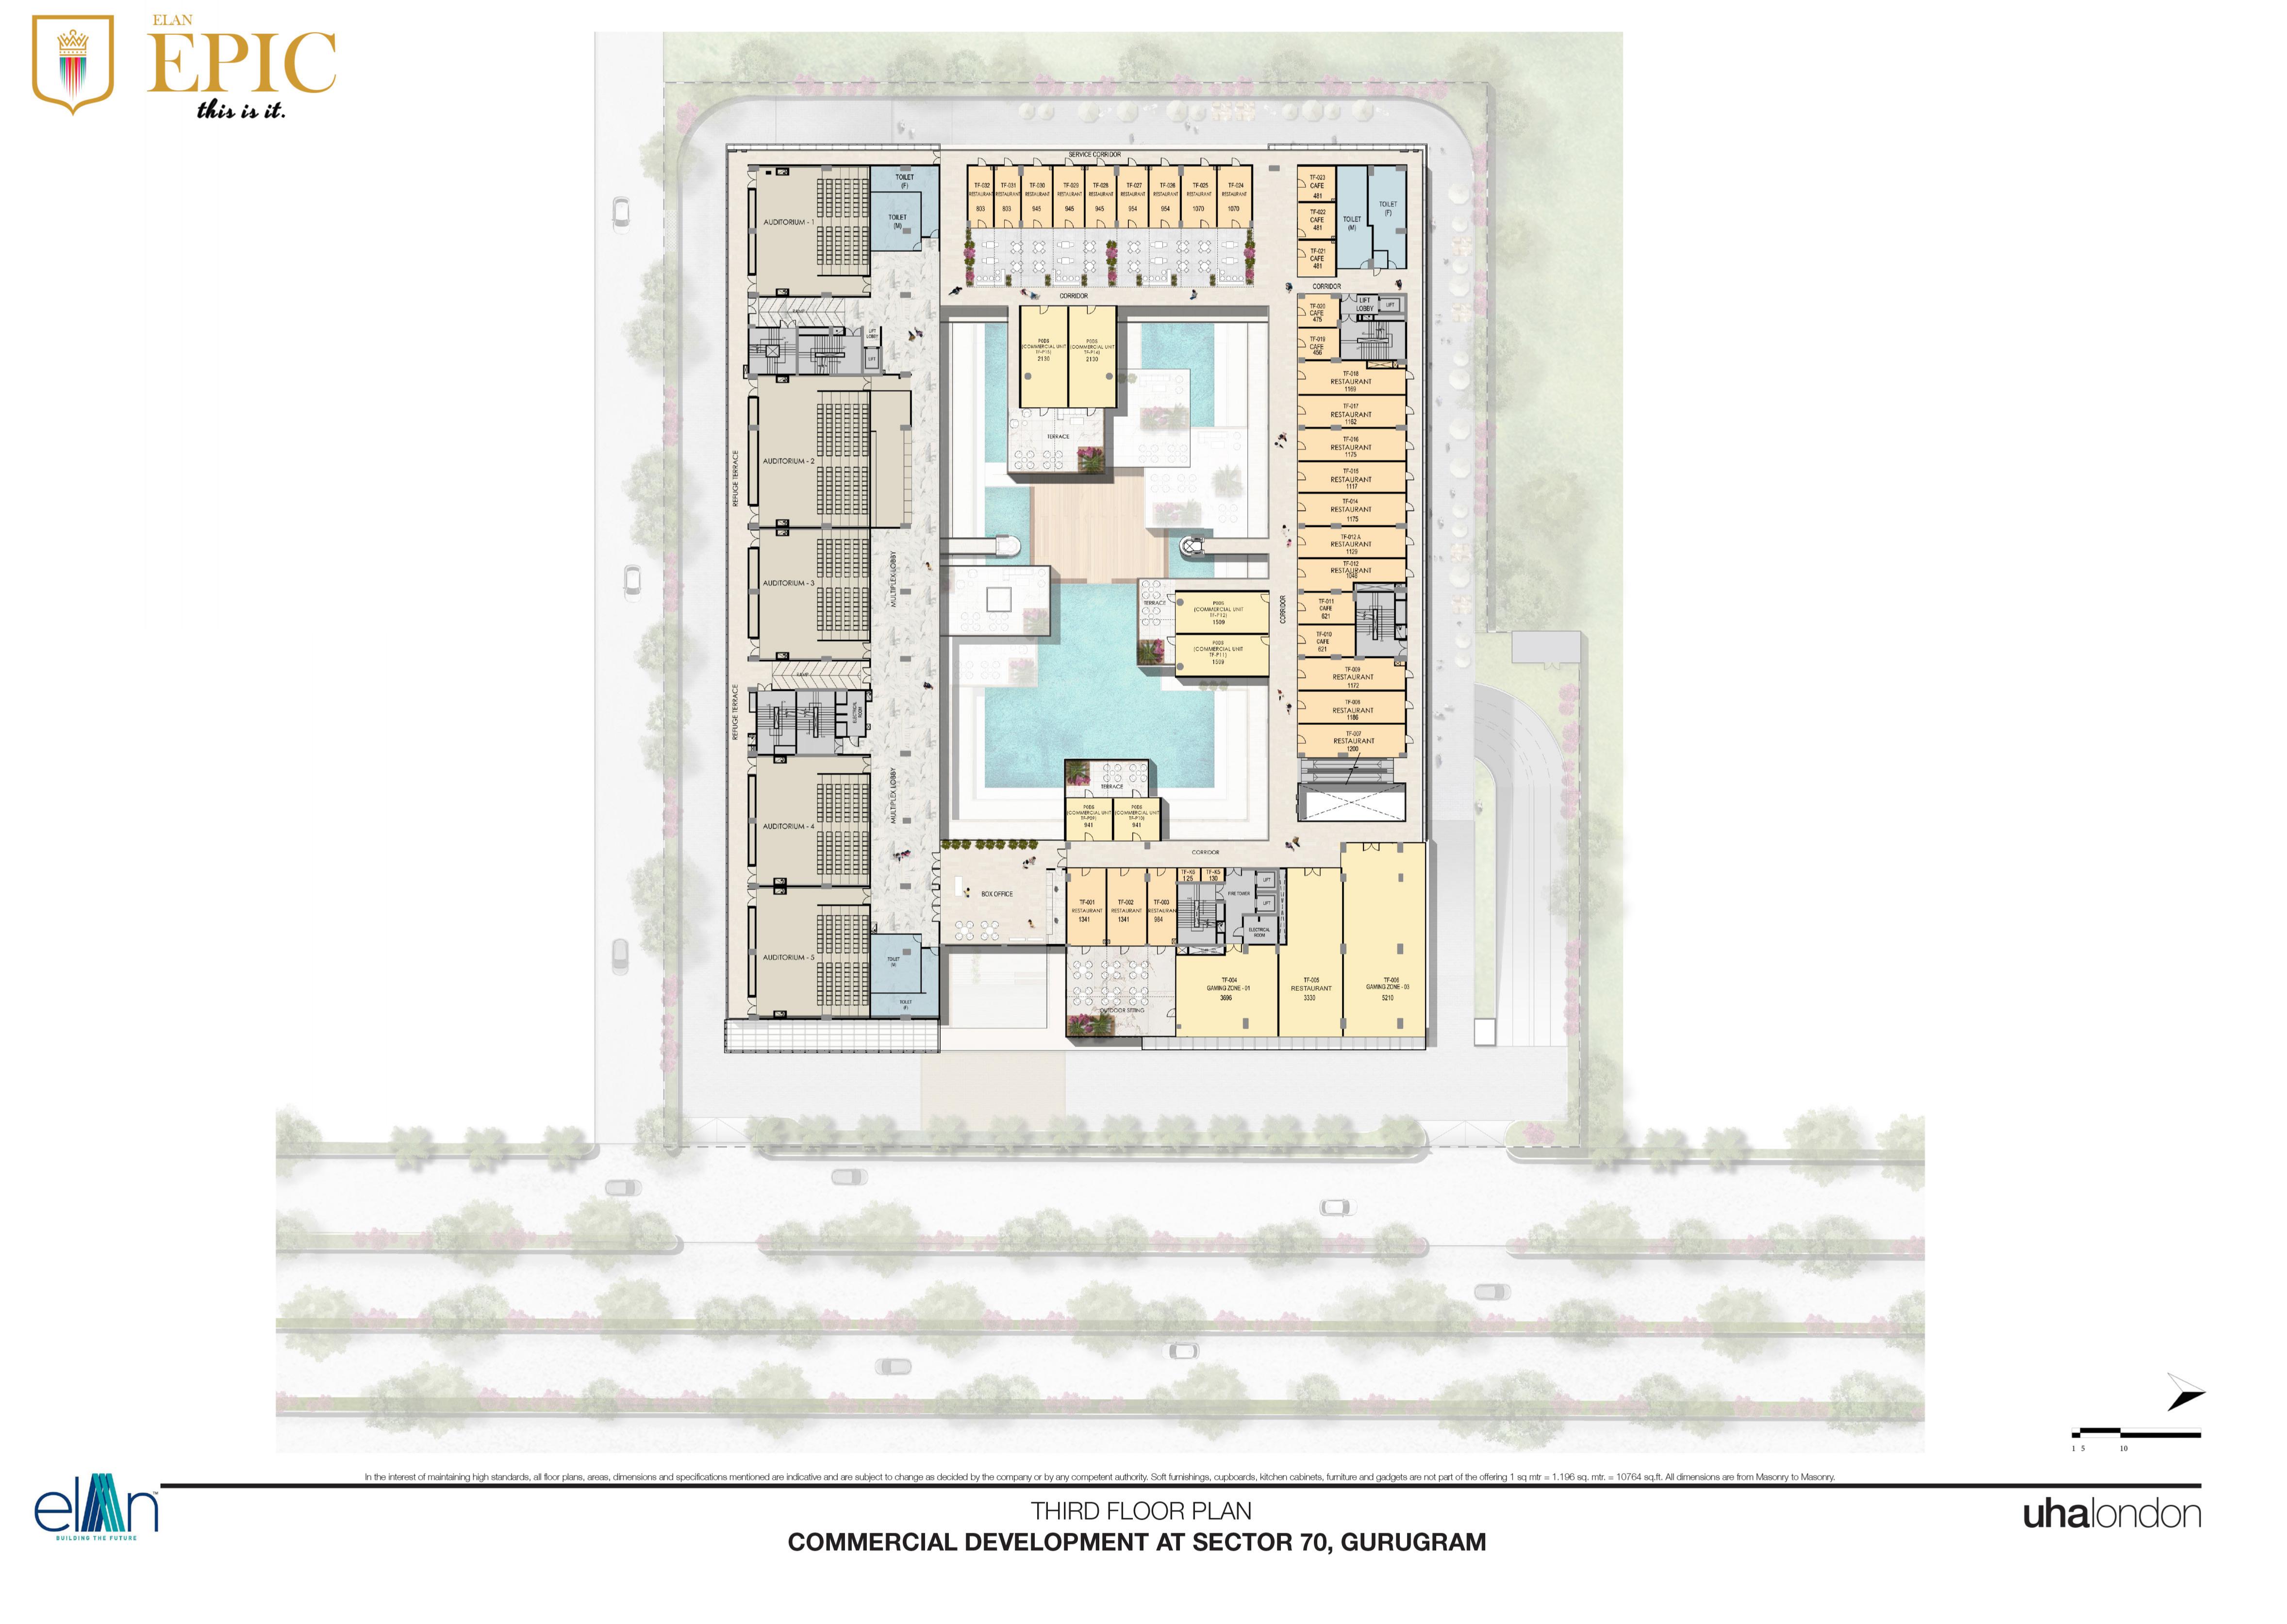 ELAN
EPIC
this is it.
SERVICE CORRIDOR
TF-032
RESTAURANT
803
TF-031
RESTAURANT
803
TF-030
RESTAURANT
945
TF-029
RESTAURANT
945
TF-028
RESTAURANT
945
TF-027
RESTAURANT
954
TF-026
RESTAURANT
954
TF-025
RESTAURANT
1070
TF-024
RESTAURANT
1070
TF-023
CAFE
481
TF-022
CAFE
481
TF-021
CAFE
481
TOILET
(M)
TOILET
(F)
CORRIDOR
CORRIDOR
TF-020
CAFE
475
LIFT
LOBBY
LIFT
TF-019
CAFE
456
TF-018
RESTAURANT
1169
TF-017
RESTAURANT
1162
TF-016
RESTAURANT
1175
TF-015
RESTAURANT
1117
TF-014
RESTAURANT
1175
TF-012 A
RESTAURANT
1129
TF-012
RESTAURANT
1048
TF-011
CAFE
621
TF-010
CAFE
621
TF-009
RESTAURANT
1172
TF-008
RESTAURANT
1186
TF-007
RESTAURANT
1200
CORRIDOR
AUDITORIUM - 1
TOILET
(F)
TOILET
(M)
LIFT
LOBBY
LIFT
AUDITORIUM - 2
REFUGE TERRACE
AUDITORIUM - 3
MULTIPLEX LOBBY
REFUGE TERRACE
ELECTRICAL
ROOM
MULTIPLEX LOBBY
AUDITORIUM - 4
AUDITORIUM - 5
TOILET
(M)
TOILET
(F)
PODS
(COMMERCIAL UNIT
TF-P15)
2130
PODS
(COMMERCIAL UNIT
TF-P14)
2130
TERRACE
TERRACE
PODS
(COMMERCIAL UNIT
TF-P12)
1509
PODS
(COMMERCIAL UNIT
TF-P11)
1509
TERRACE
PODS
(COMMERCIAL UNIT
TF-P09)
941
PODS
(COMMERCIAL UNIT
TF-P10)
941
CORRIDOR
BOX OFFICE
TF-001
RESTAURANT
1341
TF-002
RESTAURANT
1341
TF-003
RESTAURANT
984
TF-K6
125
TF-K5
130
FIRE TOWER
LIFT
LIFT
ELECTRICAL
ROOM
OUTDOOR SITTING
TF-004
GAMING ZONE - 01
3696
TF-005
RESTAURANT
3330
TF-006
GAMING ZONE - 03
5210
1 5 10
In the interest of maintaining high standards, all floor plans, areas, dimensions and specifications mentioned are indicative and are subject to change as decided by the company or by any competent authority. Soft furnishings, cupboards, kitchen cabinets, furniture and gadgets are not part of the offering 1 sq mtr = 1.196 sq. mtr. = 10764 sq.ft. All dimensions are from Masonry to Masonry.
elan
BUILDING THE FUTURE
THIRD FLOOR PLAN
COMMERCIAL DEVELOPMENT AT SECTOR 70, GURUGRAM
uhalondon